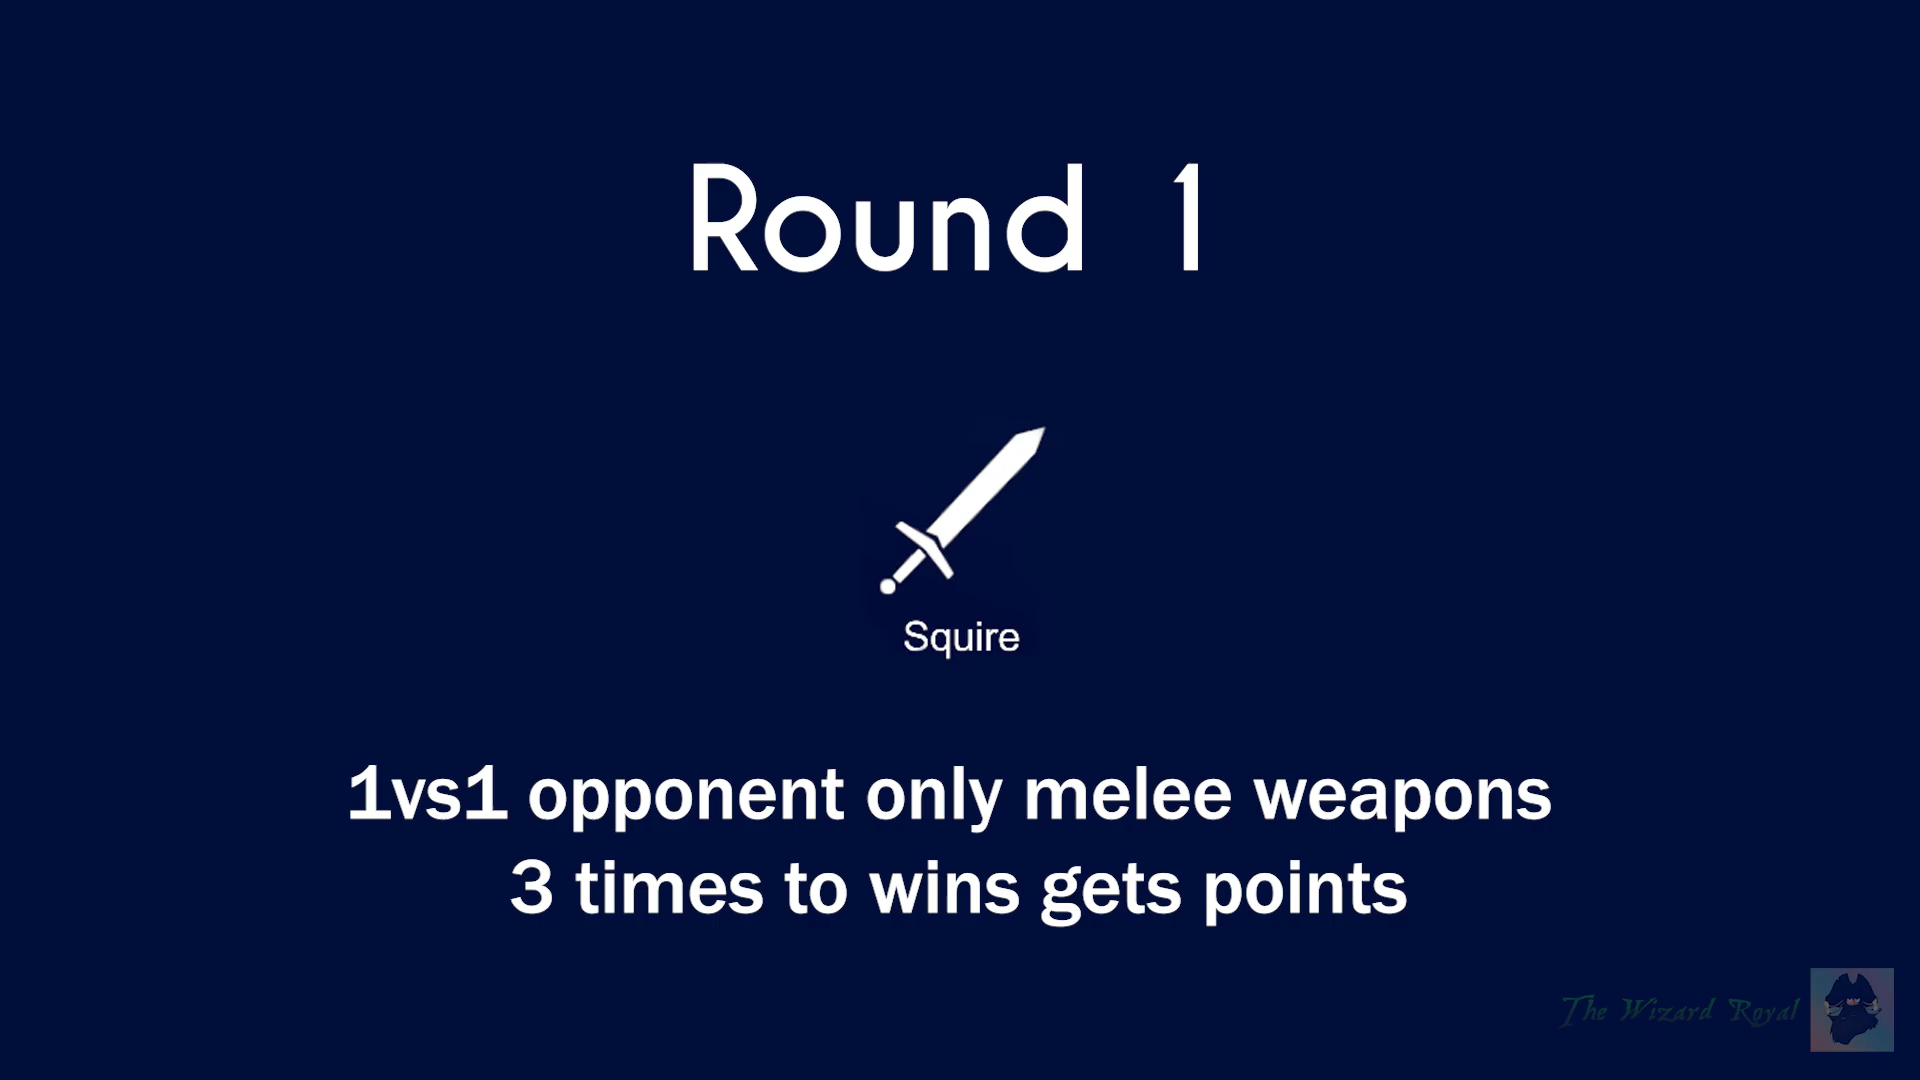 Round 1
Squire
1vs1 opponent only melee weapons
3 times to wins gets points
The Wizard Royal